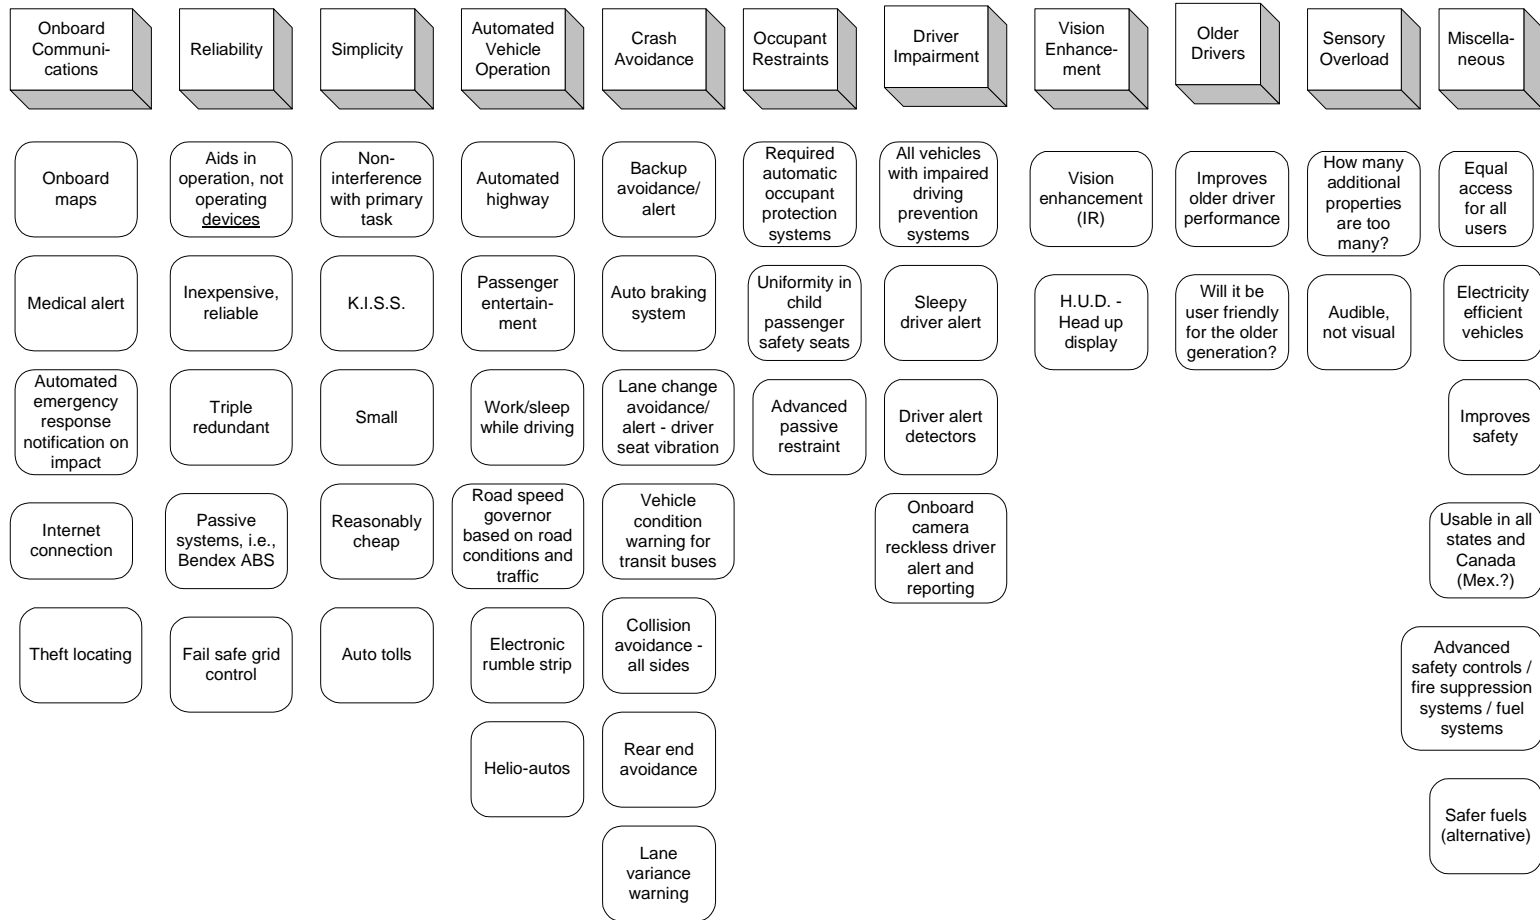 Onboard
Communi-
cations
Reliability
Simplicity
Automated
Vehicle
Operation
Crash
Avoidance
Occupant
Restraints
Driver
Impairment
Vision
Enhance-
ment
Older
Drivers
Sensory
Overload
Miscella-
neous
Onboard
maps
Medical alert
Automated
emergency
response
notification on
impact
Internet
connection
Theft locating
Aids in
operation, not
operating
devices
Inexpensive,
reliable
Triple
redundant
Passive
systems, i.e.,
Bendex ABS
Fail safe grid
control
Non-
interference
with primary
task
K.I.S.S.
Small
Reasonably
cheap
Auto tolls
Automated
highway
Passenger
entertain-
ment
Work/sleep
while driving
Road speed
governor
based on road
conditions and
traffic
Electronic
rumble strip
Helio-autos
Backup
avoidance/
alert
Auto braking
system
Lane change
avoidance/
alert - driver
seat vibration
Vehicle
condition
warning for
transit buses
Collision
avoidance -
all sides
Rear end
avoidance
Lane
variance
warning
Required
automatic
occupant
protection
systems
Uniformity in
child
passenger
safety seats
Advanced
passive
restraint
All vehicles
with impaired
driving
prevention
systems
Sleepy
driver alert
Driver alert
detectors
Onboard
camera
reckless driver
alert and
reporting
Vision
enhancement
(IR)
H.U.D. -
Head up
display
Improves
older driver
performance
Will it be
user friendly
for the older
generation?
How many
additional
properties
are too
many?
Audible,
not visual
Equal
access
for all
users
Electricity
efficient
vehicles
Improves
safety
Usable in all
states and
Canada
(Mex.?)
Advanced
safety controls /
fire suppression
systems / fuel
systems
Safer fuels
(alternative)